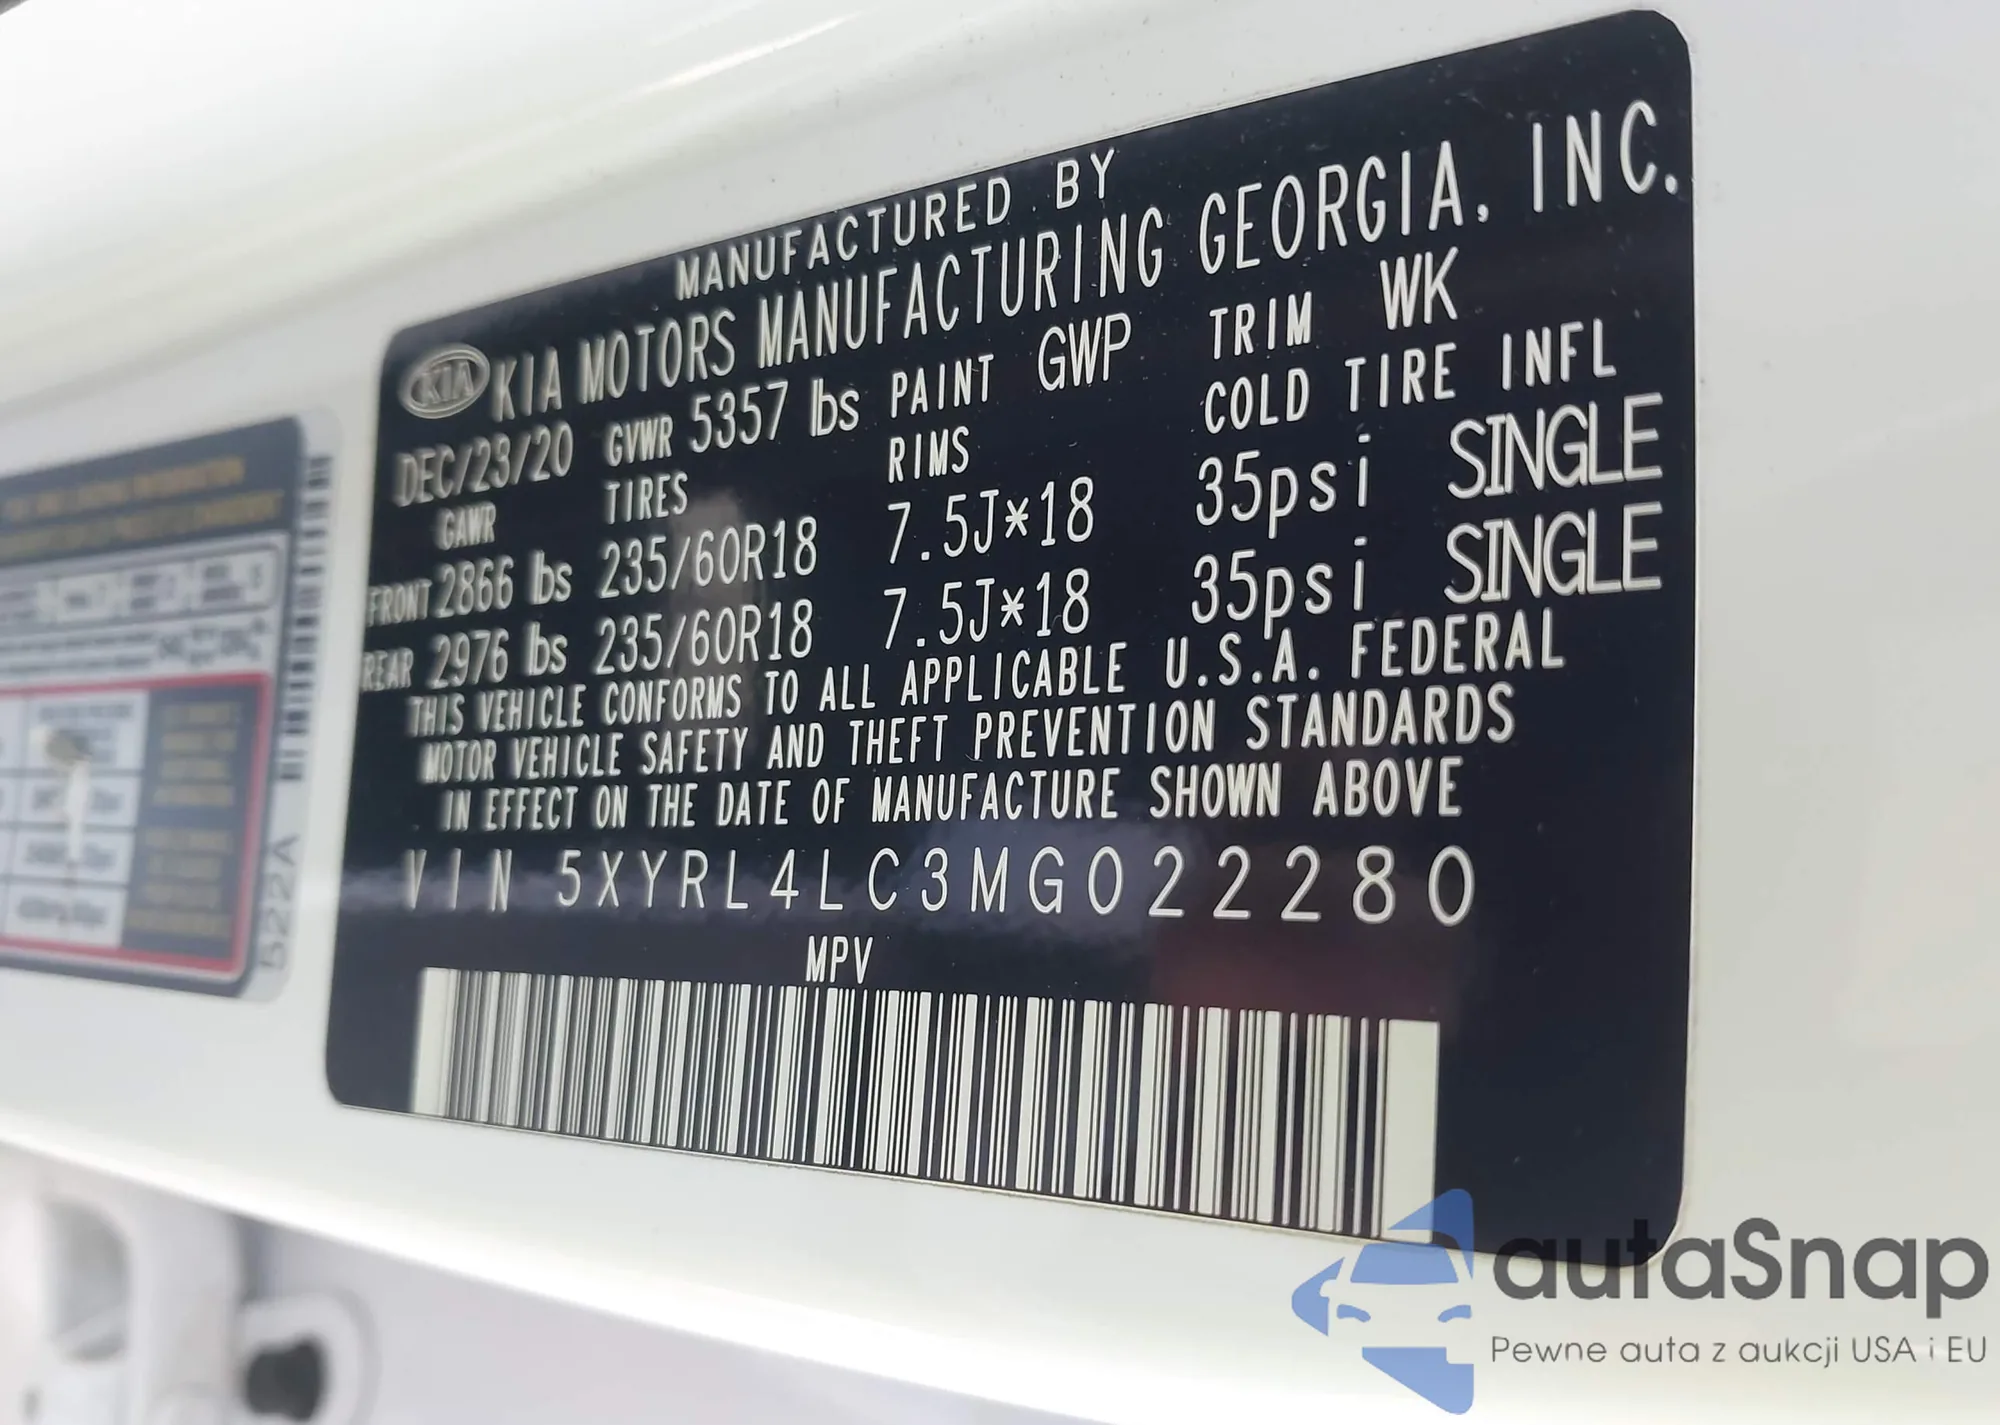 MANUFACTURED BY
KIA KIA MOTORS MANUFACTURING GEORGIA, INC.
DEC/23/20 GVWR 5357 lbs PAINT GWP TRIM WK
GAWR TIRES RIMS COLD TIRE INFL
FRONT 2866 lbs 235/60R18 7.5J*18 35psi SINGLE
REAR 2976 lbs 235/60R18 7.5J*18 35psi SINGLE
THIS VEHICLE CONFORMS TO ALL APPLICABLE U.S.A. FEDERAL
MOTOR VEHICLE SAFETY AND THEFT PREVENTION STANDARDS
IN EFFECT ON THE DATE OF MANUFACTURE SHOWN ABOVE
VIN 5XYRL4LC3MG022280
MPV
522A
autaSnap
Pewne auta z aukcji USA i EU